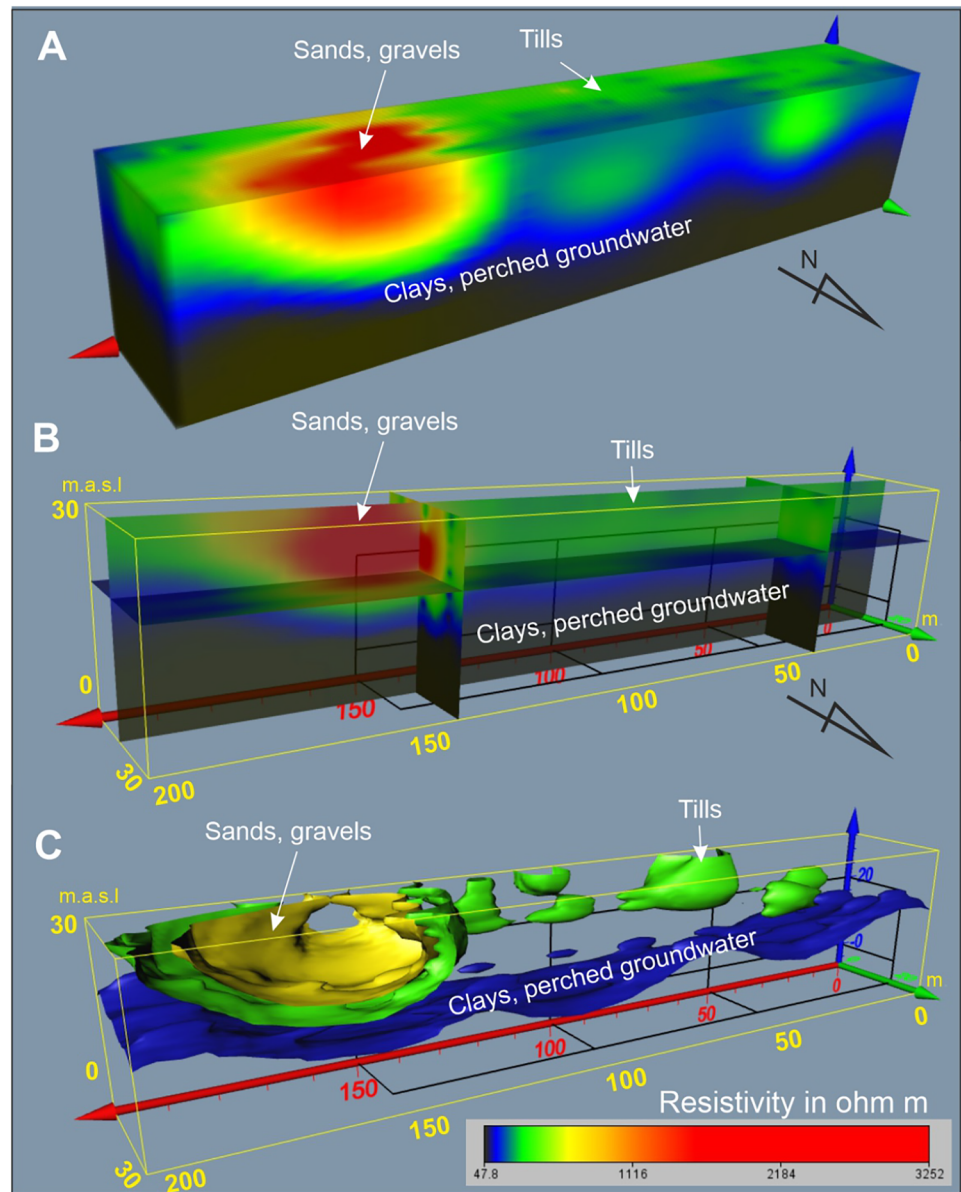 A
Sands, gravels
Tills
Clays, perched groundwater
N
B
Sands, gravels
Tills
m.a.s.l
30
Clays, perched groundwater
0
m
0
50
50
0
100
100
150
150
N
30
200
C
Sands, gravels
Tills
m.a.s.l
30
20
Clays, perched groundwater
0
m
0
0
0
50
50
100
100
150
150
30
200
Resistivity in ohm m
47.8 1116 2184 3252